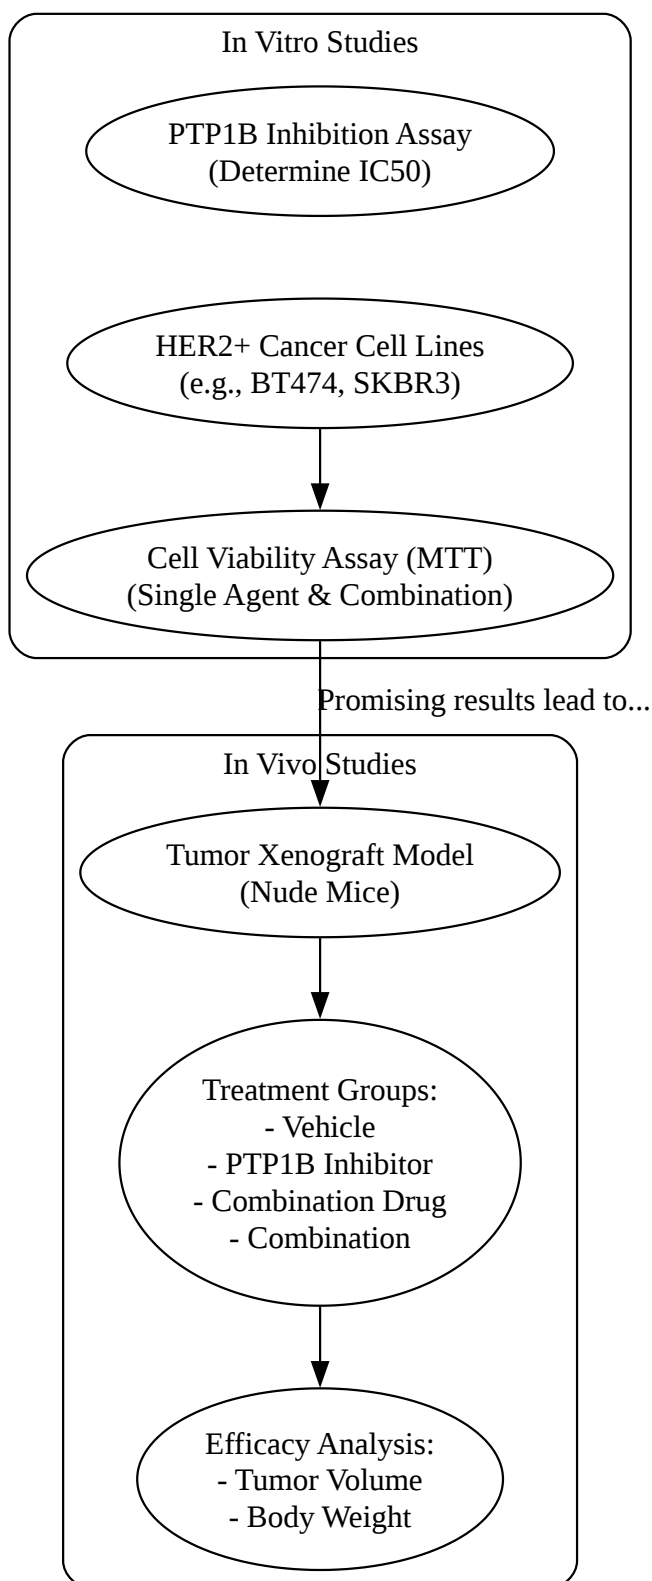 In Vitro Studies
PTP1B Inhibition Assay
(Determine IC50)
HER2+ Cancer Cell Lines
(e.g., BT474, SKBR3)
Cell Viability Assay (MTT)
(Single Agent & Combination)
Promising results lead to...
In Vivo Studies
Tumor Xenograft Model
(Nude Mice)
Treatment Groups:
- Vehicle
- PTP1B Inhibitor
- Combination Drug
- Combination
Efficacy Analysis:
- Tumor Volume
- Body Weight